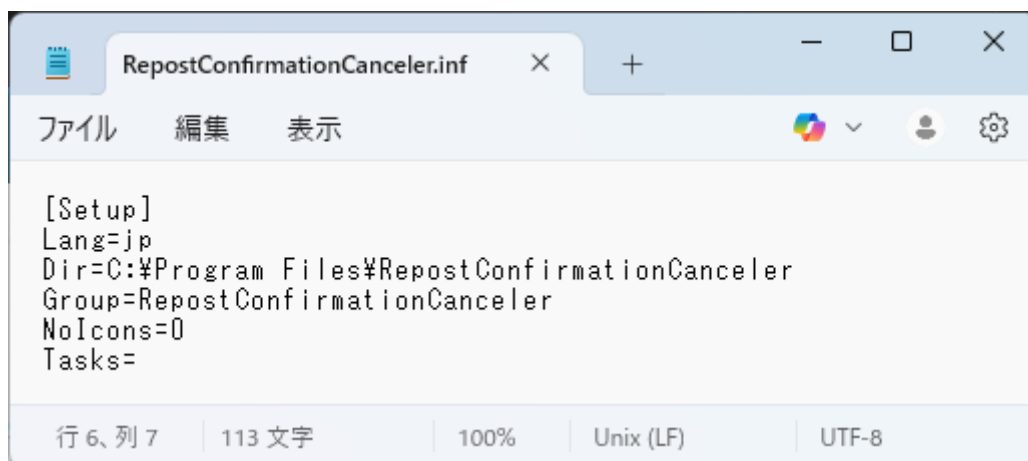 RepostConfirmationCanceler.inf
ファイル 編集 表示
[Setup]
Lang=jp
Dir=C:¥Program Files¥RepostConfirmationCanceler
Group=RepostConfirmationCanceler
NoIcons=0
Tasks=
行 6、列 7 113 文字 100% Unix (LF) UTF-8